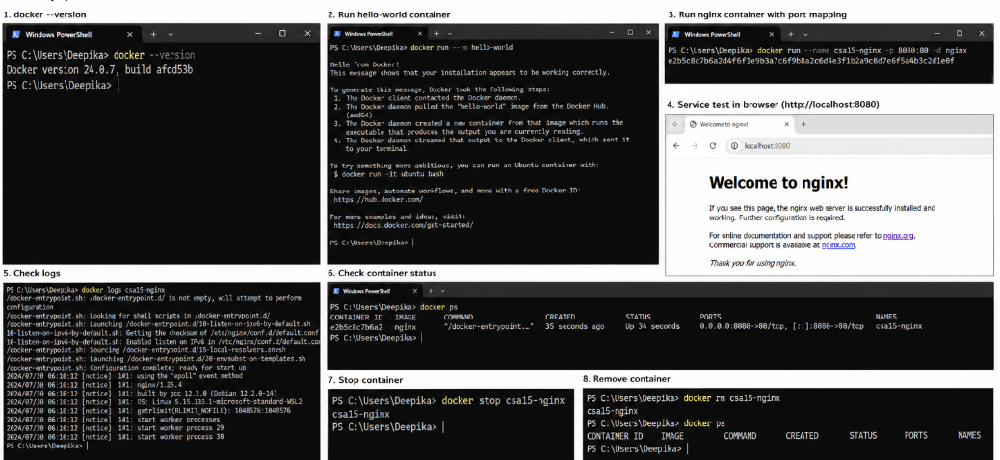 1. docker --version
Windows PowerShell
PS C:\Users\Deepika> docker --version
Docker version 24.0.7, build afdd53b
PS C:\Users\Deepika>
2. Run hello-world container
Windows PowerShell
PS C:\Users\Deepika> docker run --rm hello-world
Helle from Docker!
This message shows that your installation appears to be working correctly.
To generate this message, Docker took the following steps:
1. The Docker client contacted the Docker daemon.
2. The Docker daemon pulled the "hello-world" image from the Docker Hub.
(amd64)
3. The Docker daemon created a new container from that image which runs the
executable that produces the output you are currently reading.
4. The Docker daemon streamed that output to the Docker client, which sent it
to your terminal.
To try something more ambitious, you can run an Ubuntu container with:
$ docker run -it ubuntu bash
Share images, automate workflows, and more with a free Docker ID:
https://hub.docker.com/
For more examples and ideas, visit:
https://docs.docker.com/get-started/
PS C:\Users\Deepika>
3. Run nginx container with port mapping
Windows PowerShell
PS C:\Users\Deepika> docker run --name csa15-nginx -p 8080:80 -d nginx
e2b5c8c7b6a2d4f6f1e9b3a7c6f9b8a2c6d4e3f1b2a9c8d7e6f5a4b3c2d1e0f
4. Service test in browser (http://localhost:8080)
Welcome to nginx!
localhost:8080
Welcome to nginx!
If you see this page, the nginx web server is successfully installed and
working. Further configuration is required.
For online documentation and support please refer to nginx.org.
Commercial support is available at nginx.com.
Thank you for using nginx.
5. Check logs
PS C:\Users\Deepika> docker logs csa15-nginx
/docker-entrypoint.sh: /docker-entrypoint.d/ is not empty, will attempt to perform
configuration
/docker-entrypoint.sh: Looking for shell scripts in /docker-entrypoint.d/
/docker-entrypoint.sh: Launching /docker-entrypoint.d/10-listen-on-ipv6-by-default.sh
10-listen-on-ipv6-by-default.sh: Getting the checksum of /etc/nginx/conf.d/default.conf
10-listen-on-ipv6-by-default.sh: Enabled listen on IPv6 in /etc/nginx/conf.d/default.con
/docker-entrypoint.sh: Sourcing /docker-entrypoint.d/15-local-resolvers.envsh
/docker-entrypoint.sh: Launching /docker-entrypoint.d/20-envsubst-on-templates.sh
/docker-entrypoint.sh: Configuration complete; ready for start up
2024/07/30 06:10:12 [notice] 1#1: using the "epoll" event method
2024/07/30 06:10:12 [notice] 1#1: nginx/1.25.4
2024/07/30 06:10:12 [notice] 1#1: built by gcc 12.2.0 (Debian 12.2.0-14)
2024/07/30 06:10:12 [notice] 1#1: OS: Linux 5.15.133.1-microsoft-standard-WSL2
2024/07/30 06:10:12 [notice] 1#1: getrlimit(RLIMIT_NOFILE): 1048576:1048576
2024/07/30 06:10:12 [notice] 1#1: start worker processes
2024/07/30 06:10:12 [notice] 1#1: start worker process 29
2024/07/30 06:10:12 [notice] 1#1: start worker process 30
PS C:\Users\Deepika>
6. Check container status
Windows PowerShell
PS C:\Users\Deepika> docker ps
CONTAINER ID IMAGE COMMAND CREATED STATUS PORTS NAMES
e2b5c8c7b6a2 nginx "/docker-entrypoint.…" 35 seconds ago Up 34 seconds 0.0.0.0:8080->80/tcp, [::]:8080->80/tcp csa15-nginx
PS C:\Users\Deepika>
7. Stop container
PS C:\Users\Deepika> docker stop csa15-nginx
csa15-nginx
PS C:\Users\Deepika>
8. Remove container
PS C:\Users\Deepika> docker rm csa15-nginx
csa15-nginx
PS C:\Users\Deepika> docker ps
CONTAINER ID IMAGE COMMAND CREATED STATUS PORTS NAMES
PS C:\Users\Deepika>